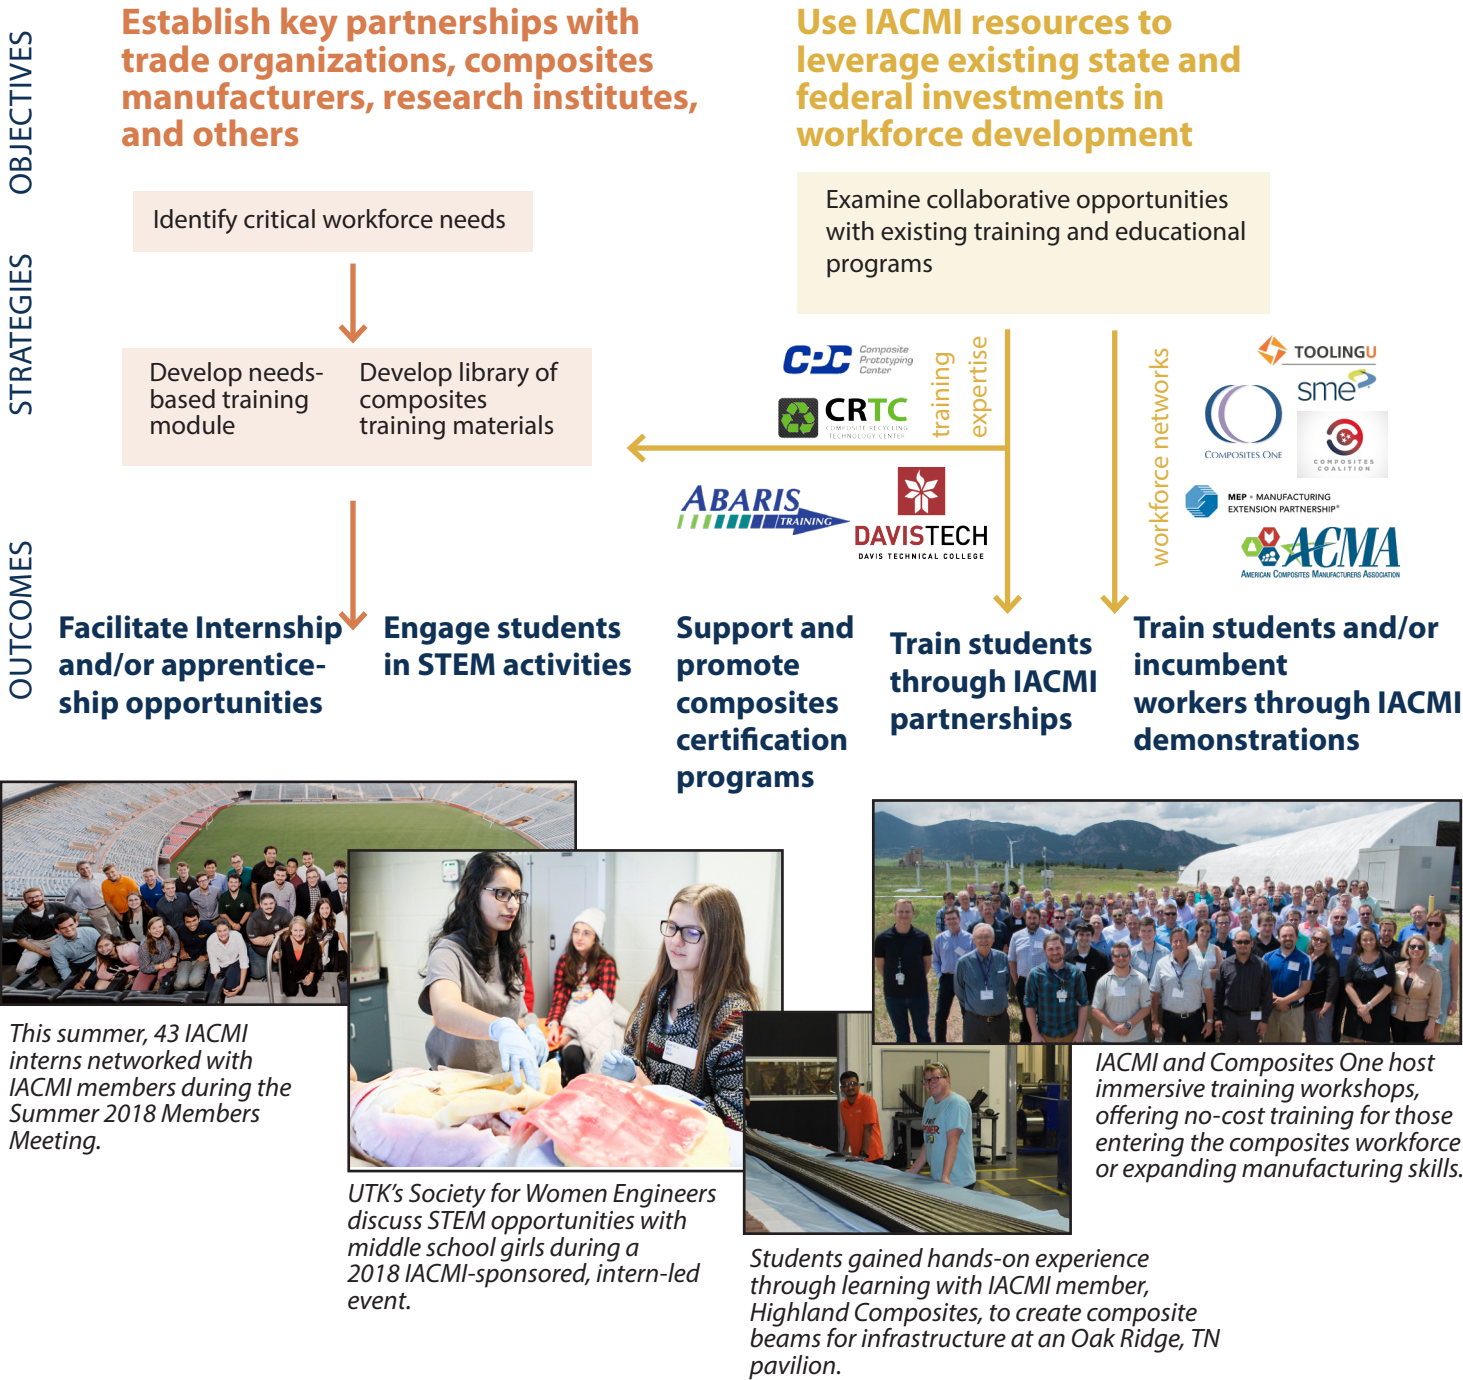 OBJECTIVES
Establish key partnerships with
trade organizations, composites
manufacturers, research institutes,
and others
Use IACMI resources to
leverage existing state and
federal investments in
workforce development
STRATEGIES
Identify critical workforce needs
Examine collaborative opportunities
with existing training and educational
programs
Develop needs-
based training
module
Develop library of
composites
training materials
CPC Composite
Prototyping
Center
CRTC
COMPOSITE RECYCLING
TECHNOLOGY CENTER
training
expertise
ABARIS
TRAINING
DAVISTECH
DAVIS TECHNICAL COLLEGE
workforce networks
TOOLINGU
sme
COMPOSITES ONE
COMPOSITES
COALITION
MEP • MANUFACTURING
EXTENSION PARTNERSHIP®
ACMA
AMERICAN COMPOSITES MANUFACTURERS ASSOCIATION
OUTCOMES
Facilitate Internship
and/or apprentice-
ship opportunities
Engage students
in STEM activities
Support and
promote
composites
certification
programs
Train students
through IACMI
partnerships
Train students and/or
incumbent
workers through IACMI
demonstrations
This summer, 43 IACMI
interns networked with
IACMI members during the
Summer 2018 Members
Meeting.
UTK's Society for Women Engineers
discuss STEM opportunities with
middle school girls during a
2018 IACMI-sponsored, intern-led
event.
Students gained hands-on experience
through learning with IACMI member,
Highland Composites, to create composite
beams for infrastructure at an Oak Ridge, TN
pavilion.
IACMI and Composites One host
immersive training workshops,
offering no-cost training for those
entering the composites workforce
or expanding manufacturing skills.